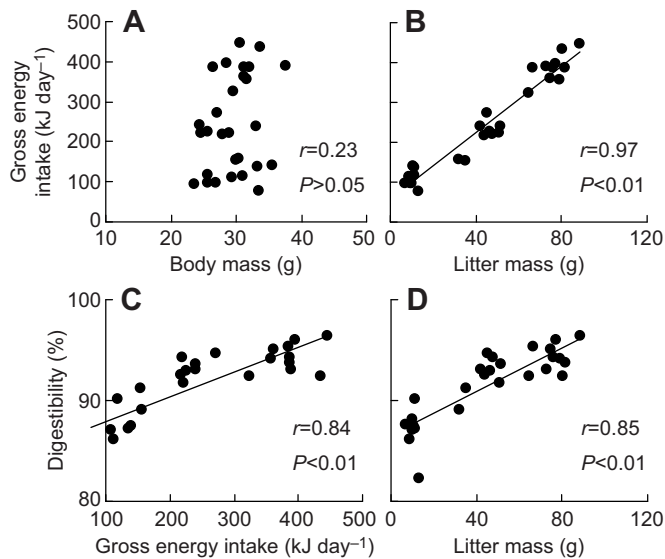 A
B
500
400
300
200
100
0
Gross energy
intake (kJ day–1)
r=0.23
P>0.05
r=0.97
P<0.01
10 20 30 40 50
0 40 80 120
Body mass (g)
Litter mass (g)
C
D
100
90
80
Digestibility (%)
r=0.84
P<0.01
r=0.85
P<0.01
100 200 300 400 500
0 40 80 120
Gross energy intake (kJ day–1)
Litter mass (g)